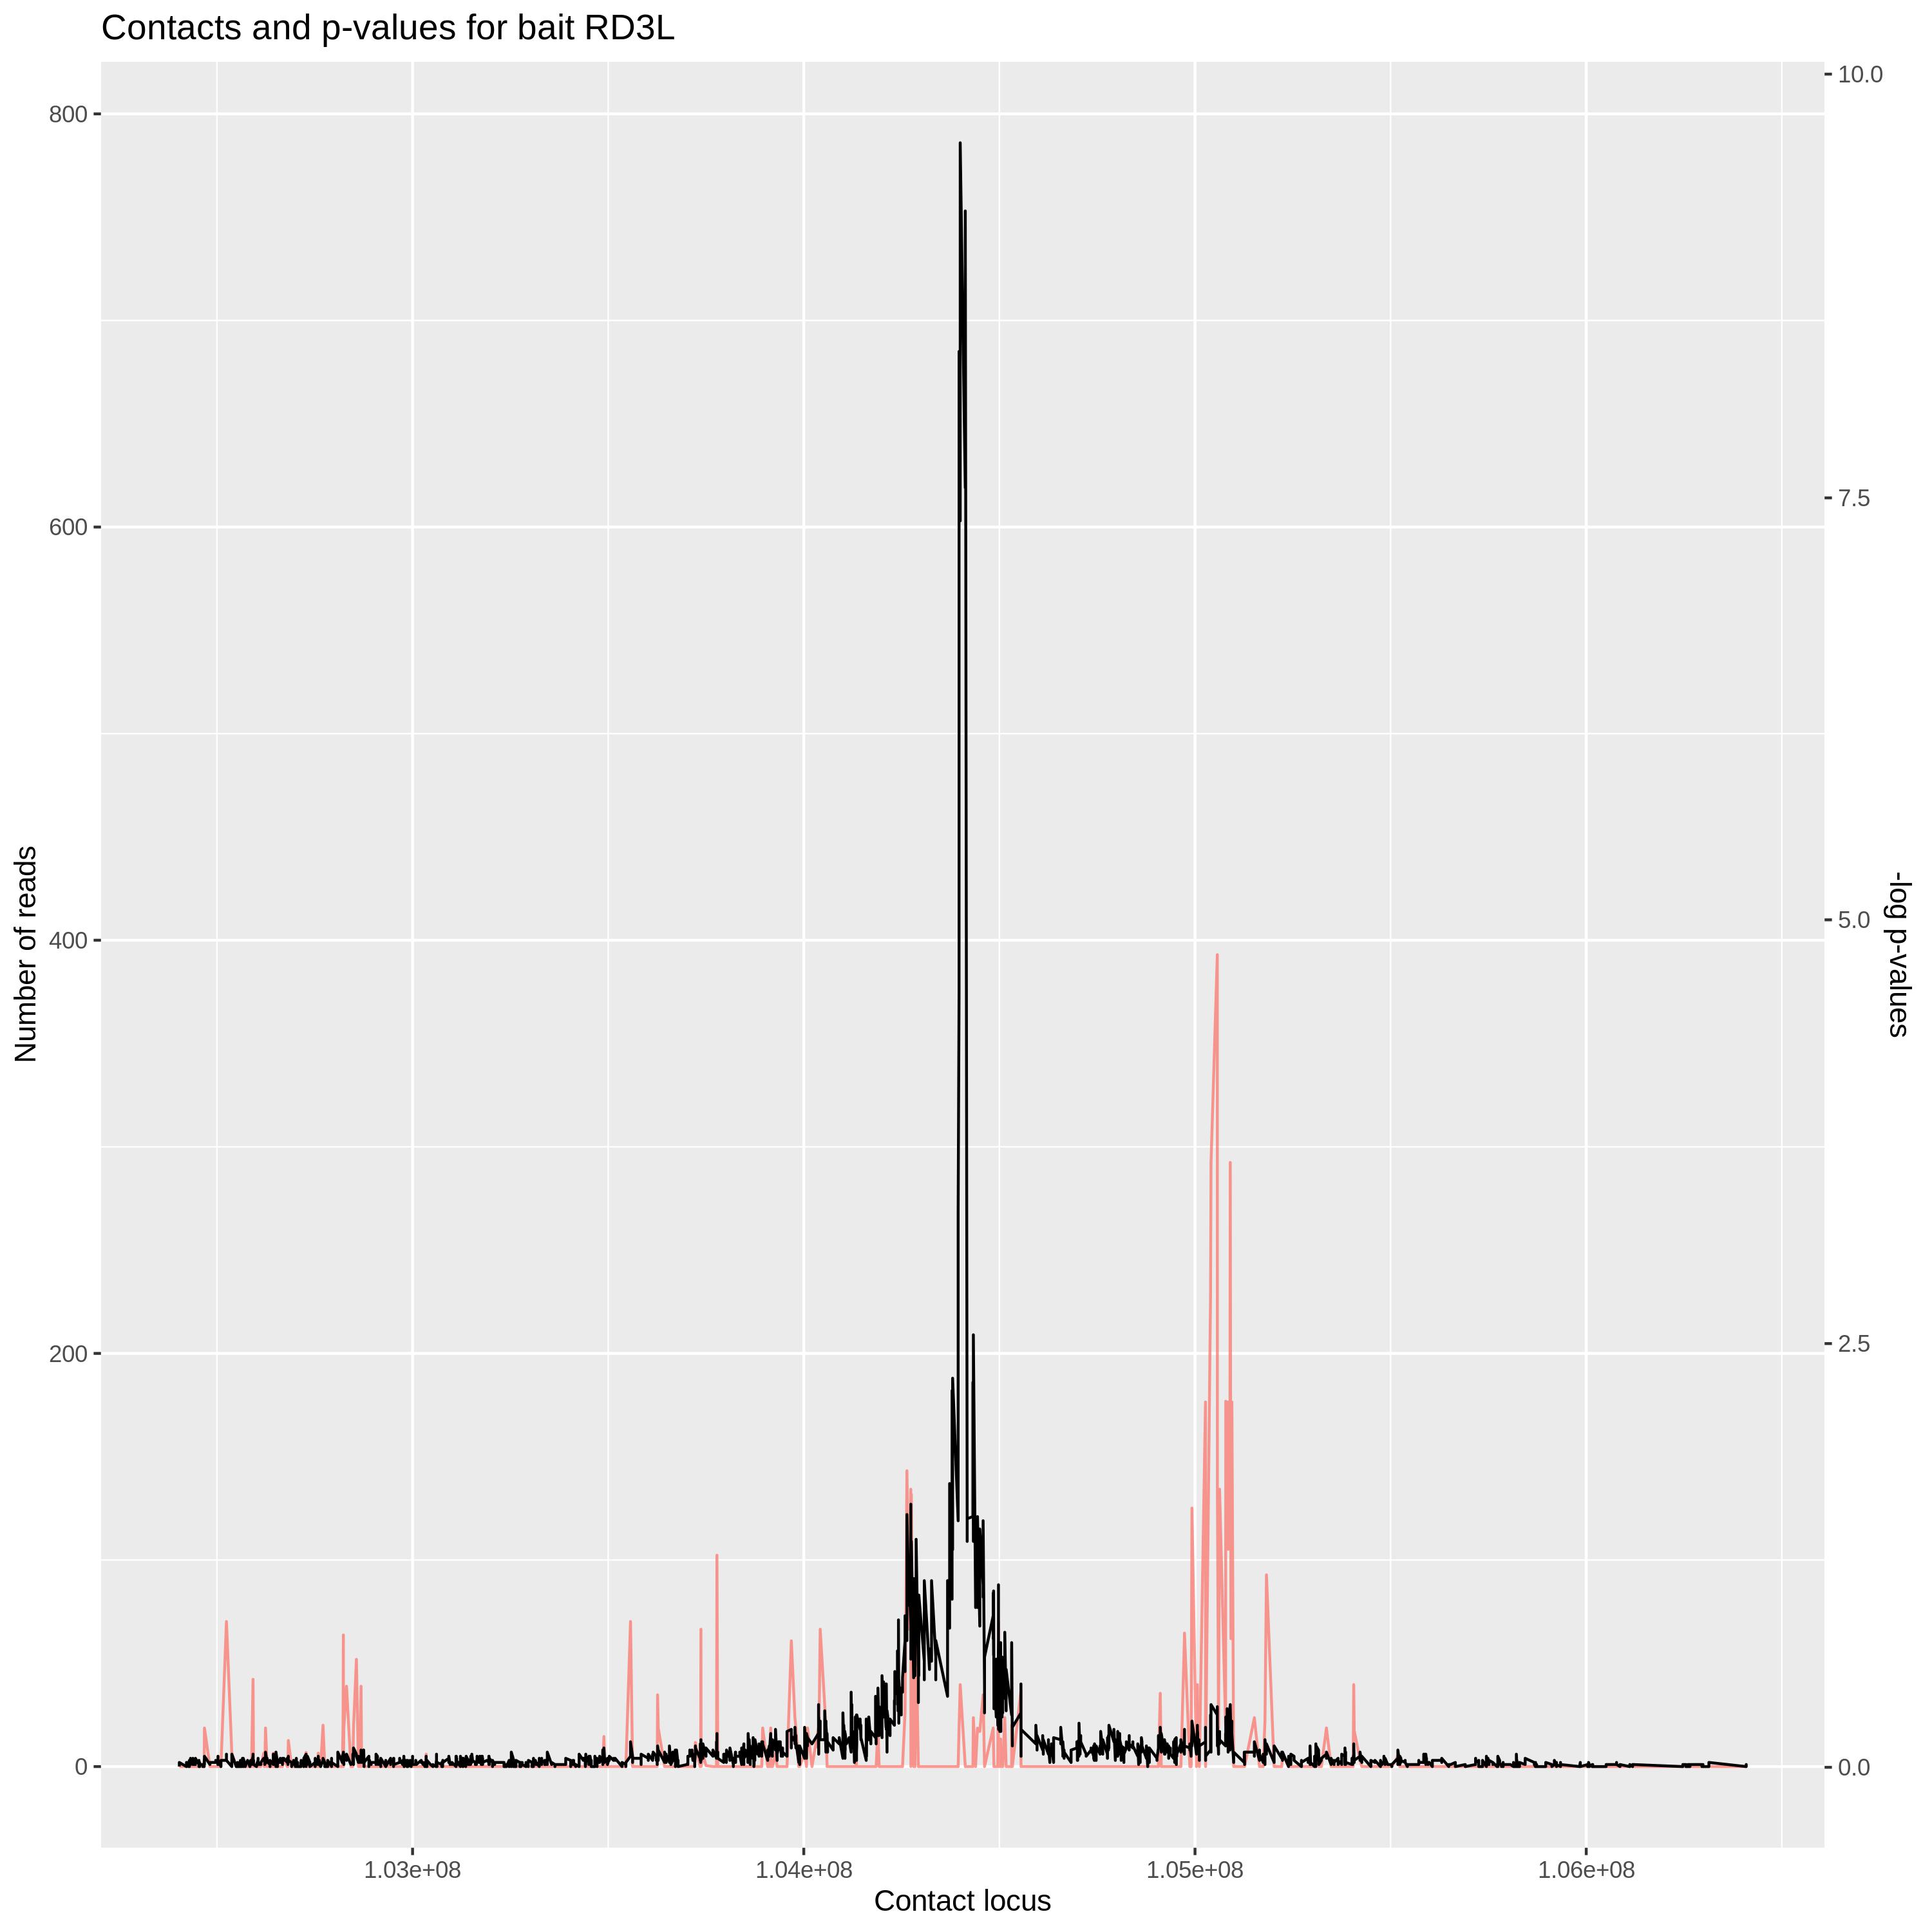 Contacts and p-values for bait RD3L
800
600
400
200
0
Number of reads
10.0
7.5
5.0
2.5
0.0
-log p-values
1.03e+08
1.04e+08
1.05e+08
1.06e+08
Contact locus